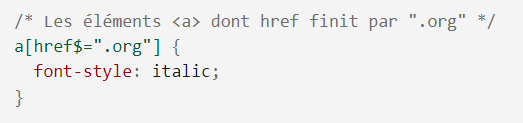 /* Les éléments <a> dont href finit par ".org" */
a[href$=".org"] {
  font-style: italic;
}